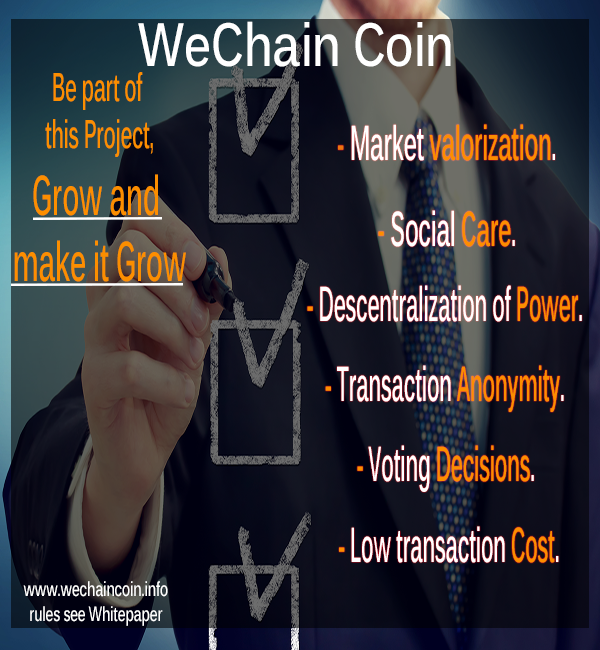 WeChain Coin
Be part of
this Project,
Grow and
make it Grow
- Market valorization.
- Social Care.
- Descentralization of Power.
- Transaction Anonymity.
- Voting Decisions.
- Low transaction Cost.
www.wechaincoin.info
rules see Whitepaper